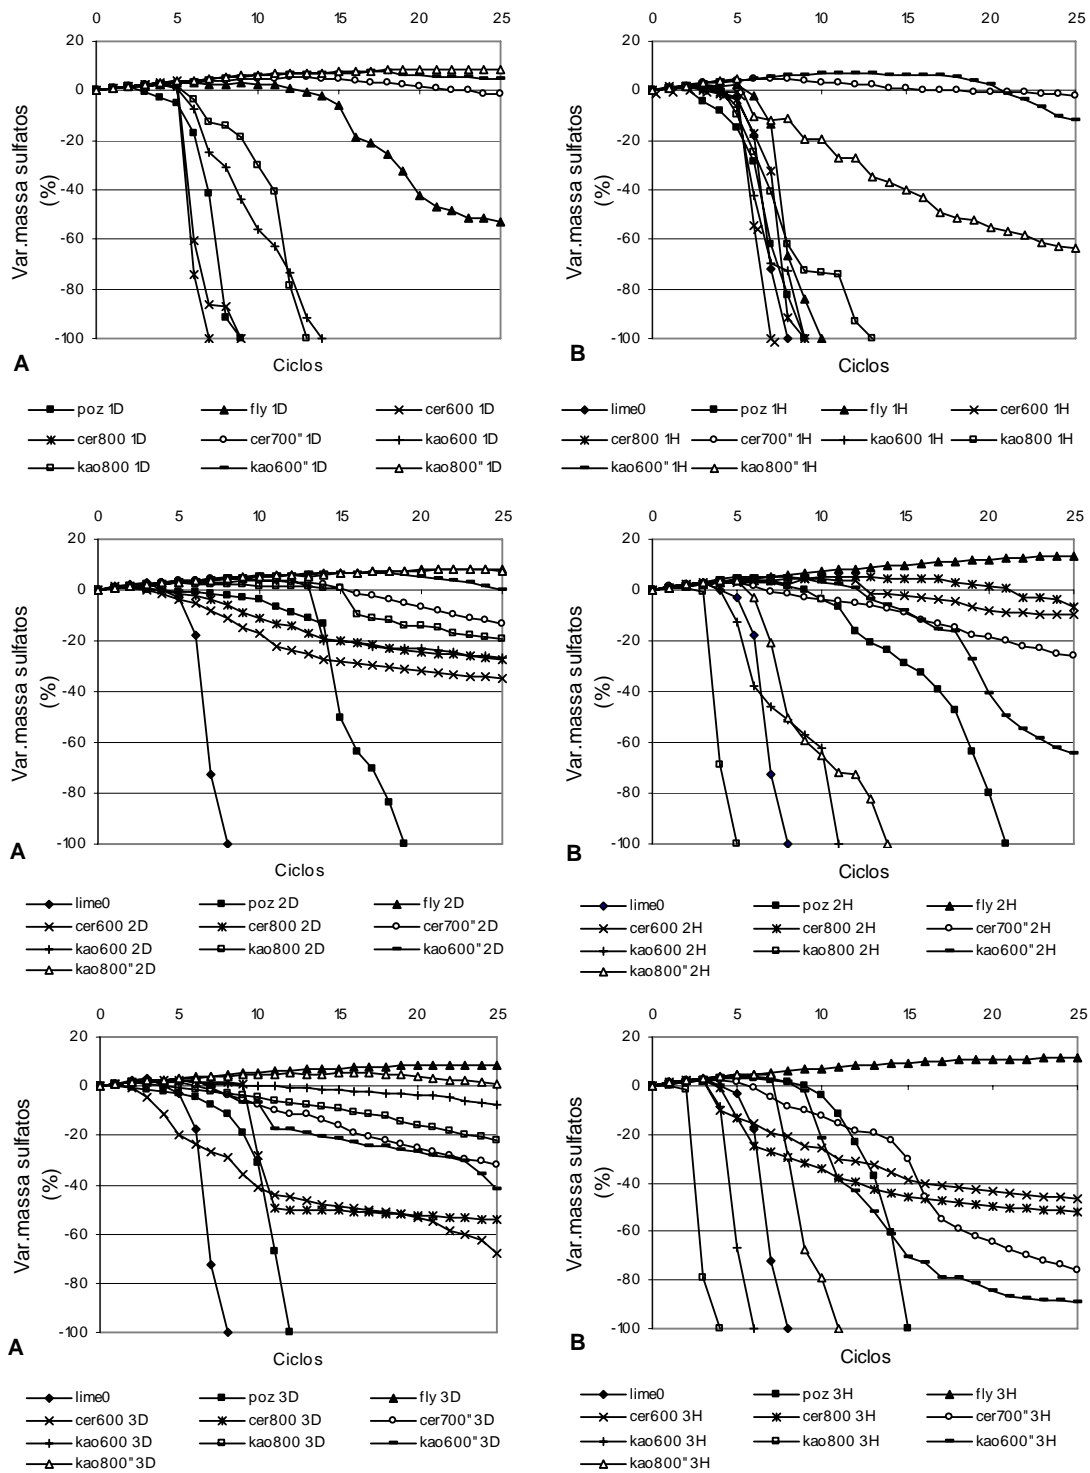 0 5 10 15 20 25
20
0
-20
-40
-60
-80
-100
Var.massa sulfatos
(%)
A
Ciclos
poz 1D fly 1D cer600 1D
cer800 1D cer700" 1D kao600 1D
kao800 1D kao600" 1D kao800" 1D
0 5 10 15 20 25
20
0
-20
-40
-60
-80
-100
Var.massa sulfatos
(%)
B
Ciclos
lime0 poz 1H fly 1H cer600 1H
cer800 1H cer700" 1H kao600 1H kao800 1H
kao600" 1H kao800" 1H
0 5 10 15 20 25
20
0
-20
-40
-60
-80
-100
Var.massa sulfatos
(%)
A
Ciclos
lime0 poz 2D fly 2D
cer600 2D cer800 2D cer700" 2D
kao600 2D kao800 2D kao600" 2D
kao800" 2D
0 5 10 15 20 25
20
0
-20
-40
-60
-80
-100
Var.massa sulfatos
(%)
B
Ciclos
lime0 poz 2H fly 2H
cer600 2H cer800 2H cer700" 2H
kao600 2H kao800 2H kao600" 2H
kao800" 2H
0 5 10 15 20 25
20
0
-20
-40
-60
-80
-100
Var.massa sulfatos
(%)
A
Ciclos
lime0 poz 3D fly 3D
cer600 3D cer800 3D cer700" 3D
kao600 3D kao800 3D kao600" 3D
kao800" 3D
0 5 10 15 20 25
20
0
-20
-40
-60
-80
-100
Var.massa sulfatos
(%)
B
Ciclos
lime0 poz 3H fly 3H
cer600 3H cer800 3H cer700" 3H
kao600 3H kao800 3H kao600" 3H
kao800" 3H